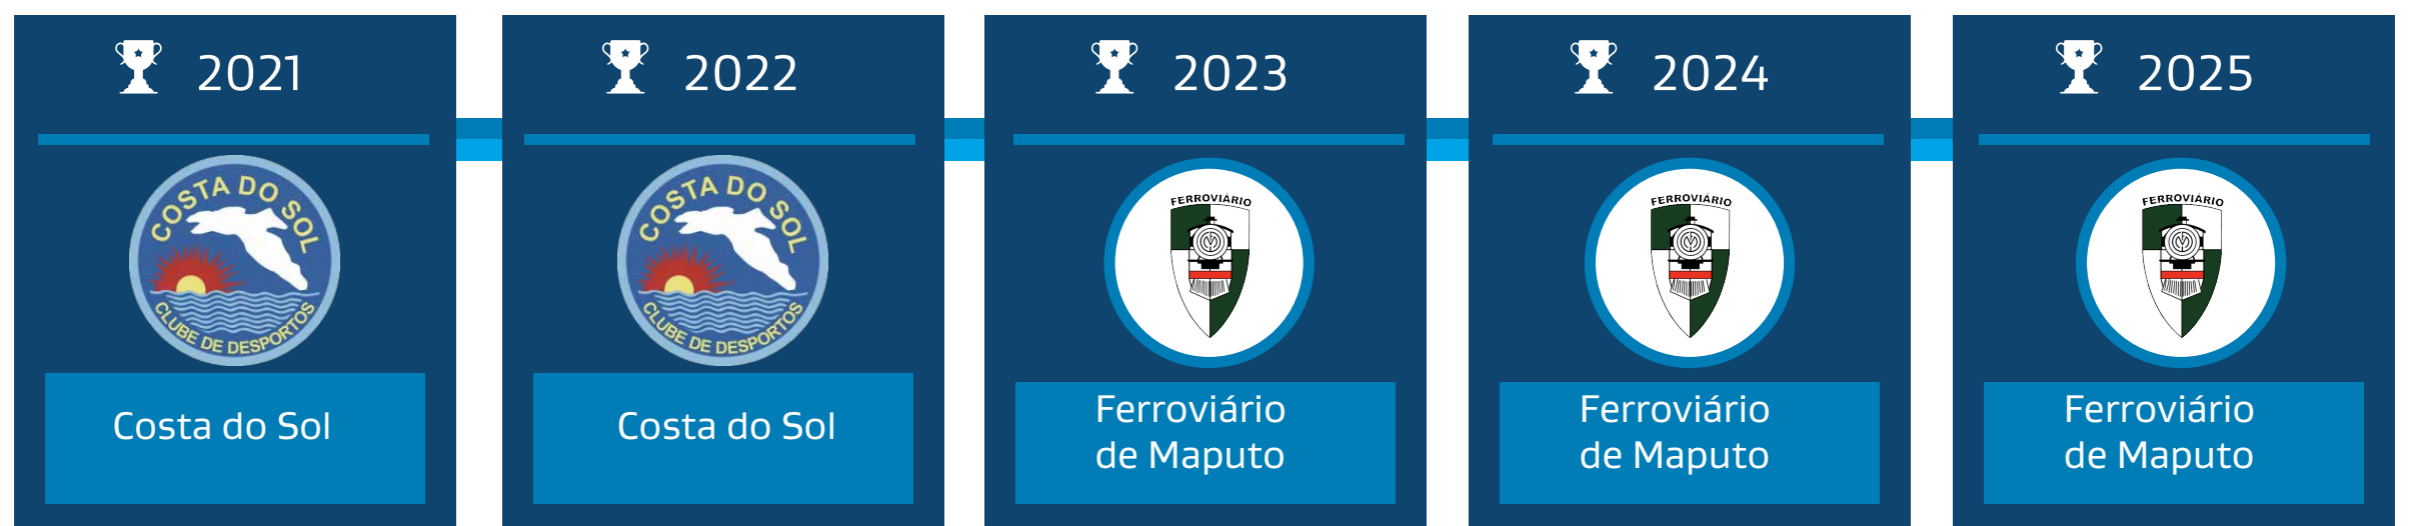 2021
COSTA DO SOL
CLUBE DE DESPORTOS
Costa do Sol
2022
COSTA DO SOL
CLUBE DE DESPORTOS
Costa do Sol
2023
FERROVIÁRIO
Ferroviário
de Maputo
2024
FERROVIÁRIO
Ferroviário
de Maputo
2025
FERROVIÁRIO
Ferroviário
de Maputo